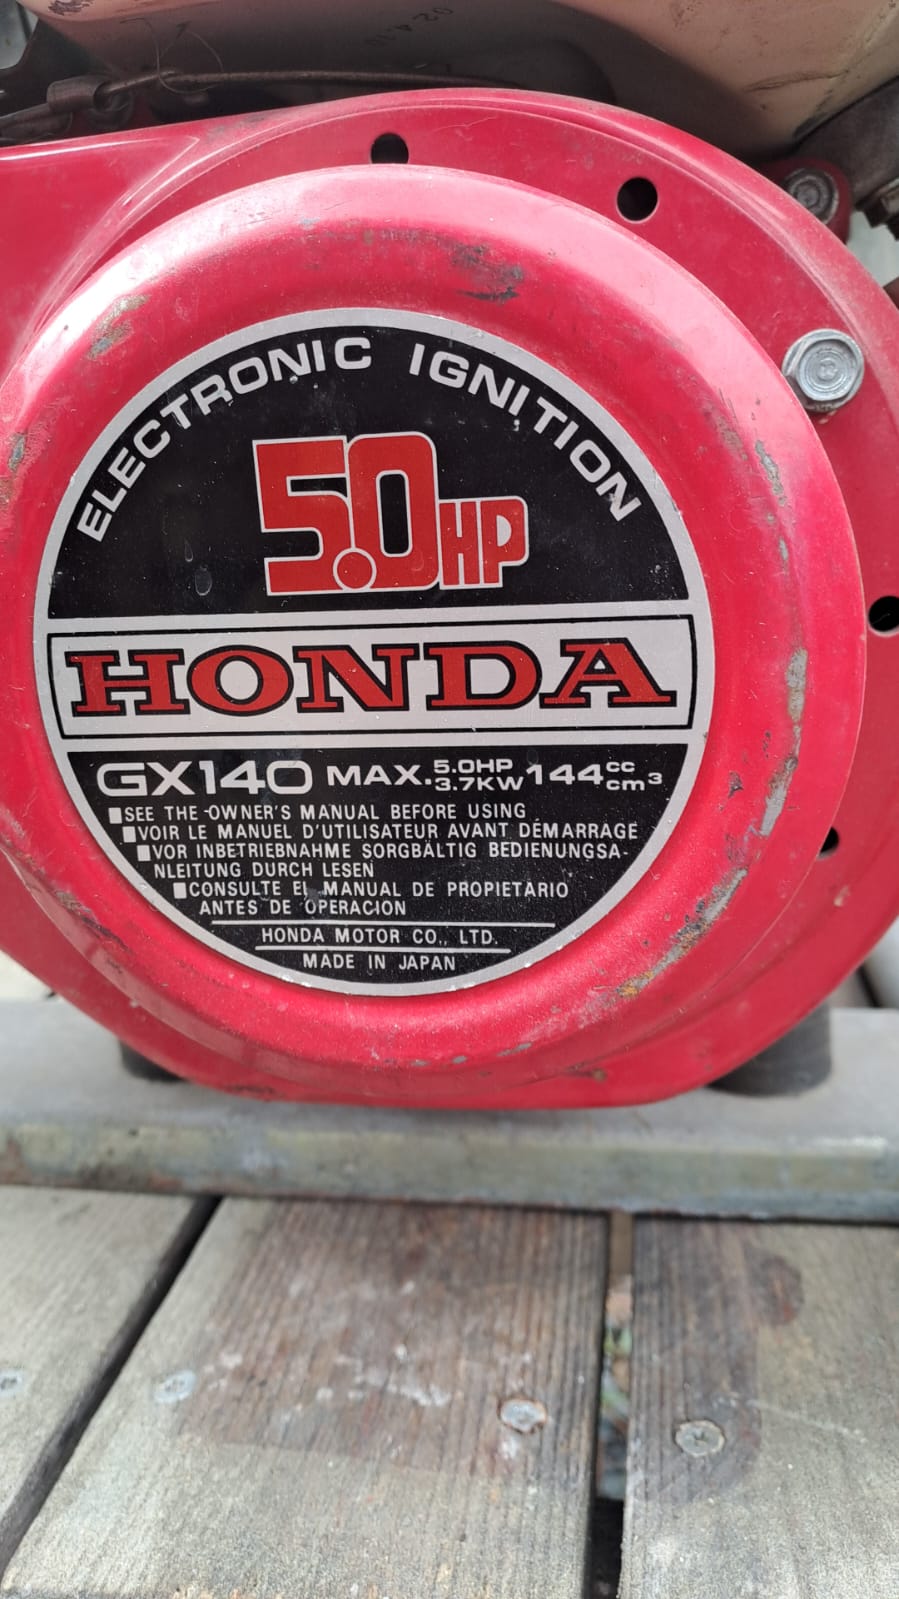 ELECTRONIC IGNITION
5.0HP
HONDA
GX140 MAX. 5.0HP 3.7KW 144 cc cm³
SEE THE OWNER'S MANUAL BEFORE USING
VOIR LE MANUEL D'UTILISATEUR AVANT DÉMARRAGE
VOR INBETRIEBNAHME SORGBÄLTIG BEDIENUNGSA-
NLEITUNG DURCH LESEN
CONSULTE EL MANUAL DE PROPIETARIO
ANTES DE OPERACION
HONDA MOTOR CO., LTD.
MADE IN JAPAN